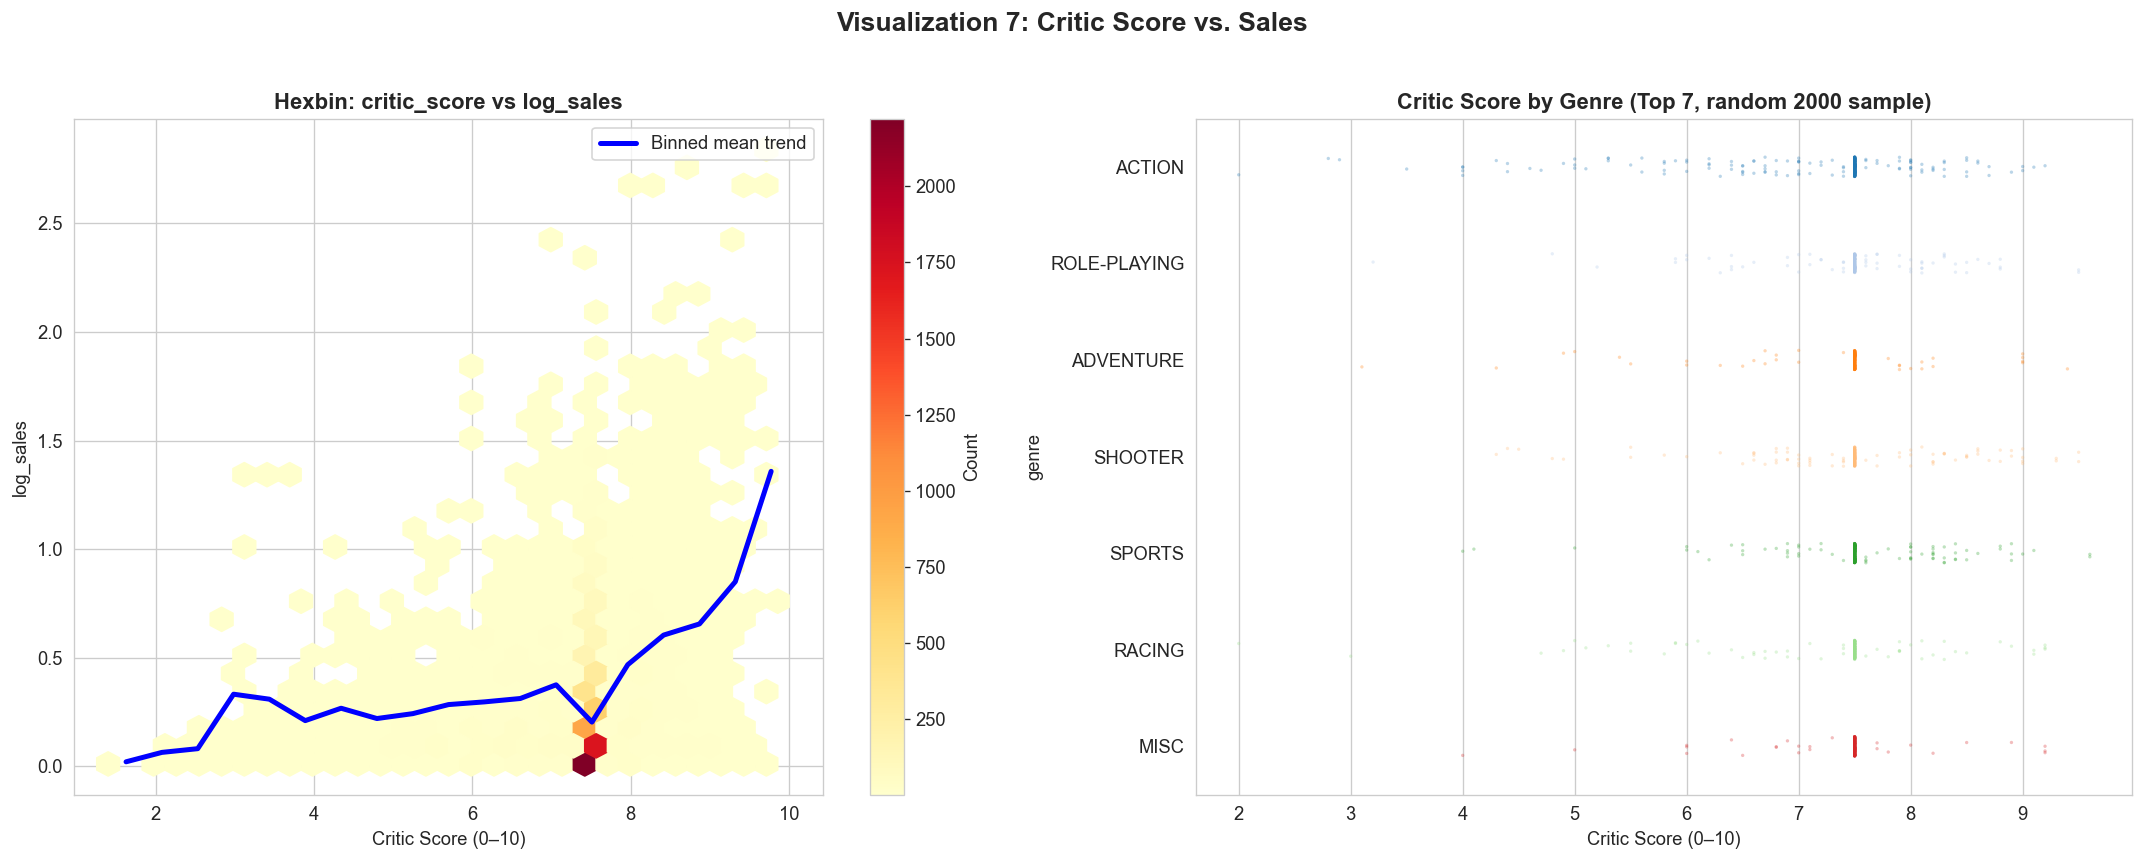 Visualization 7: Critic Score vs. Sales
Hexbin: critic_score vs log_sales
Binned mean trend
log_sales
2.5
2.0
1.5
1.0
0.5
0.0
2
4
6
8
10
Critic Score (0–10)
2000
1750
1500
1250
1000
750
500
250
Count
Critic Score by Genre (Top 7, random 2000 sample)
genre
ACTION
ROLE-PLAYING
ADVENTURE
SHOOTER
SPORTS
RACING
MISC
2
3
4
5
6
7
8
9
Critic Score (0–10)